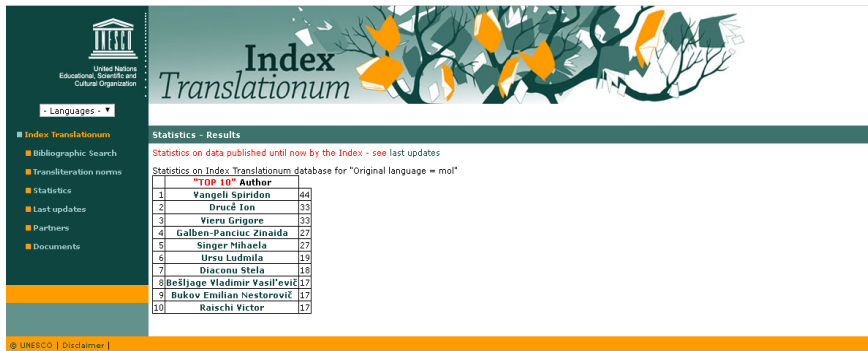 UNESCO
United Nations
Educational, Scientific and
Cultural Organization
Index
Translationum
- Languages -
Index Translationum
Bibliographic Search
Transliteration norms
Statistics
Last updates
Partners
Documents
Statistics - Results
Statistics on data published until now by the Index - see last updates
Statistics on Index Translationum database for "Original language = mol"
"TOP 10" Author
1 Vangeli Spiridon 44
2 Drucě Ion 33
3 Vieru Grigore 33
4 Galben-Panciuc Zinaida 27
5 Singer Mihaela 27
6 Ursu Ludmila 19
7 Diaconu Stela 18
8 Bešljage Vladimir Vasil'evič 17
9 Bukov Emilian Nestorovič 17
10 Raischi Victor 17
@ UNESCO | Disclaimer |